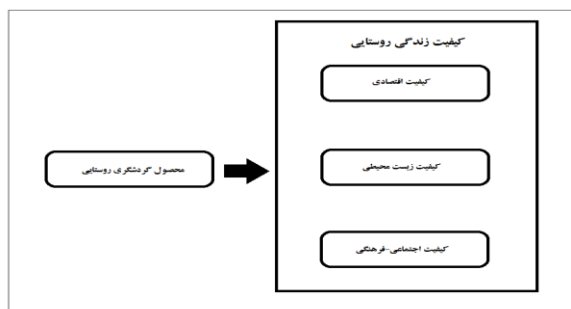 کیفیت زندگی روستایی
کیفیت اقتصادی
محصول گردشگری روستایی
کیفیت زیست محیطی
کیفیت اجتماعی-فرهنگی